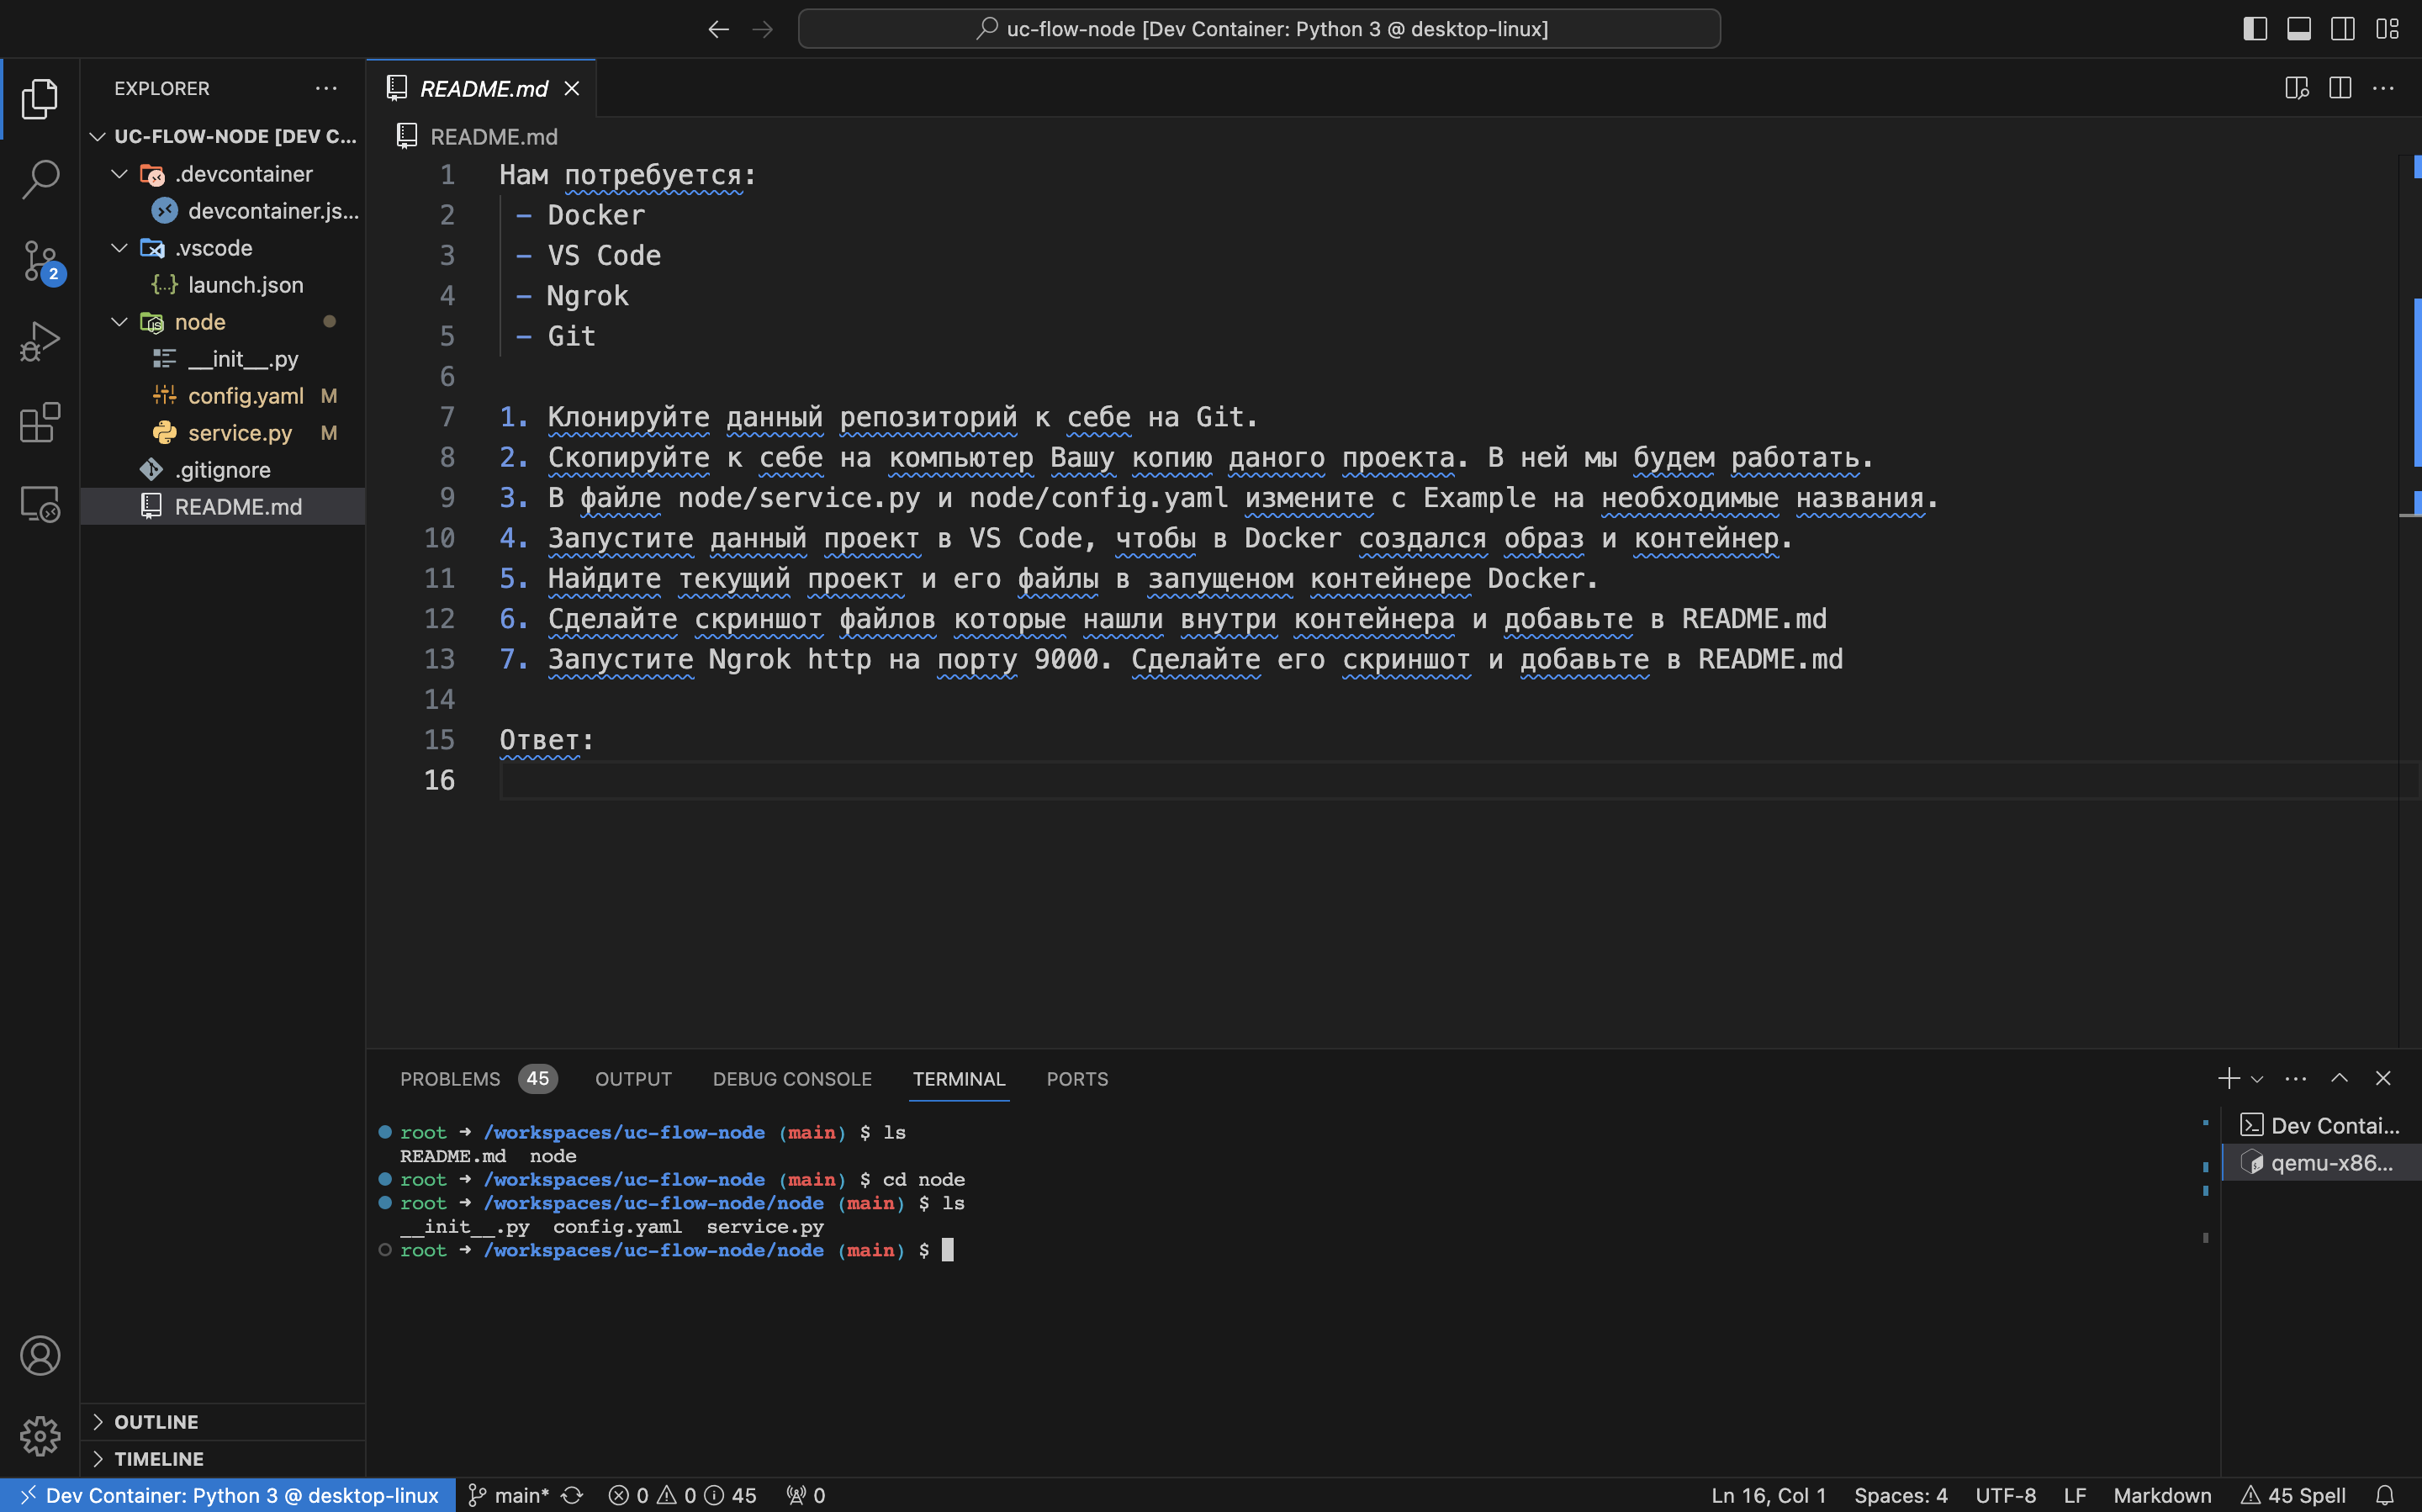 uc-flow-node [Dev Container: Python 3 @ desktop-linux]
EXPLORER
UC-FLOW-NODE [DEV C...
.devcontainer
devcontainer.js...
.vscode
launch.json
node
__init__.py
config.yaml M
service.py M
.gitignore
README.md
OUTLINE
TIMELINE
2
README.md
README.md
1 Нам потребуется:
2 - Docker
3 - VS Code
4 - Ngrok
5 - Git
6
7 1. Клонируйте данный репозиторий к себе на Git.
8 2. Скопируйте к себе на компьютер Вашу копию даного проекта. В ней мы будем работать.
9 3. В файле node/service.py и node/config.yaml измените с Example на необходимые названия.
10 4. Запустите данный проект в VS Code, чтобы в Docker создался образ и контейнер.
11 5. Найдите текущий проект и его файлы в запущеном контейнере Docker.
12 6. Сделайте скриншот файлов которые нашли внутри контейнера и добавьте в README.md
13 7. Запустите Ngrok http на порту 9000. Сделайте его скриншот и добавьте в README.md
14
15 Ответ:
16
PROBLEMS 45 OUTPUT DEBUG CONSOLE TERMINAL PORTS
root ➜ /workspaces/uc-flow-node (main) $ ls
README.md node
root ➜ /workspaces/uc-flow-node (main) $ cd node
root ➜ /workspaces/uc-flow-node/node (main) $ ls
__init__.py config.yaml service.py
root ➜ /workspaces/uc-flow-node/node (main) $
Dev Contai...
qemu-x86...
Dev Container: Python 3 @ desktop-linux main* 0 0 45 0 Ln 16, Col 1 Spaces: 4 UTF-8 LF Markdown 45 Spell